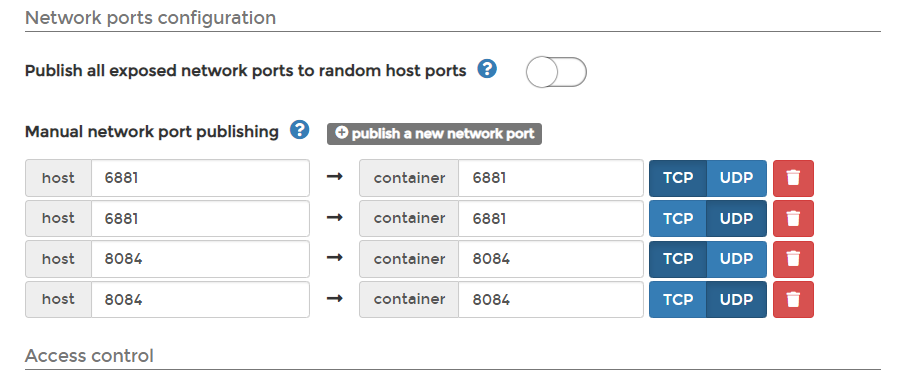 Network ports configuration
Publish all exposed network ports to random host ports ?
Manual network port publishing ? + publish a new network port
host 6881 → container 6881 TCP UDP
host 6881 → container 6881 TCP UDP
host 8084 → container 8084 TCP UDP
host 8084 → container 8084 TCP UDP
Access control